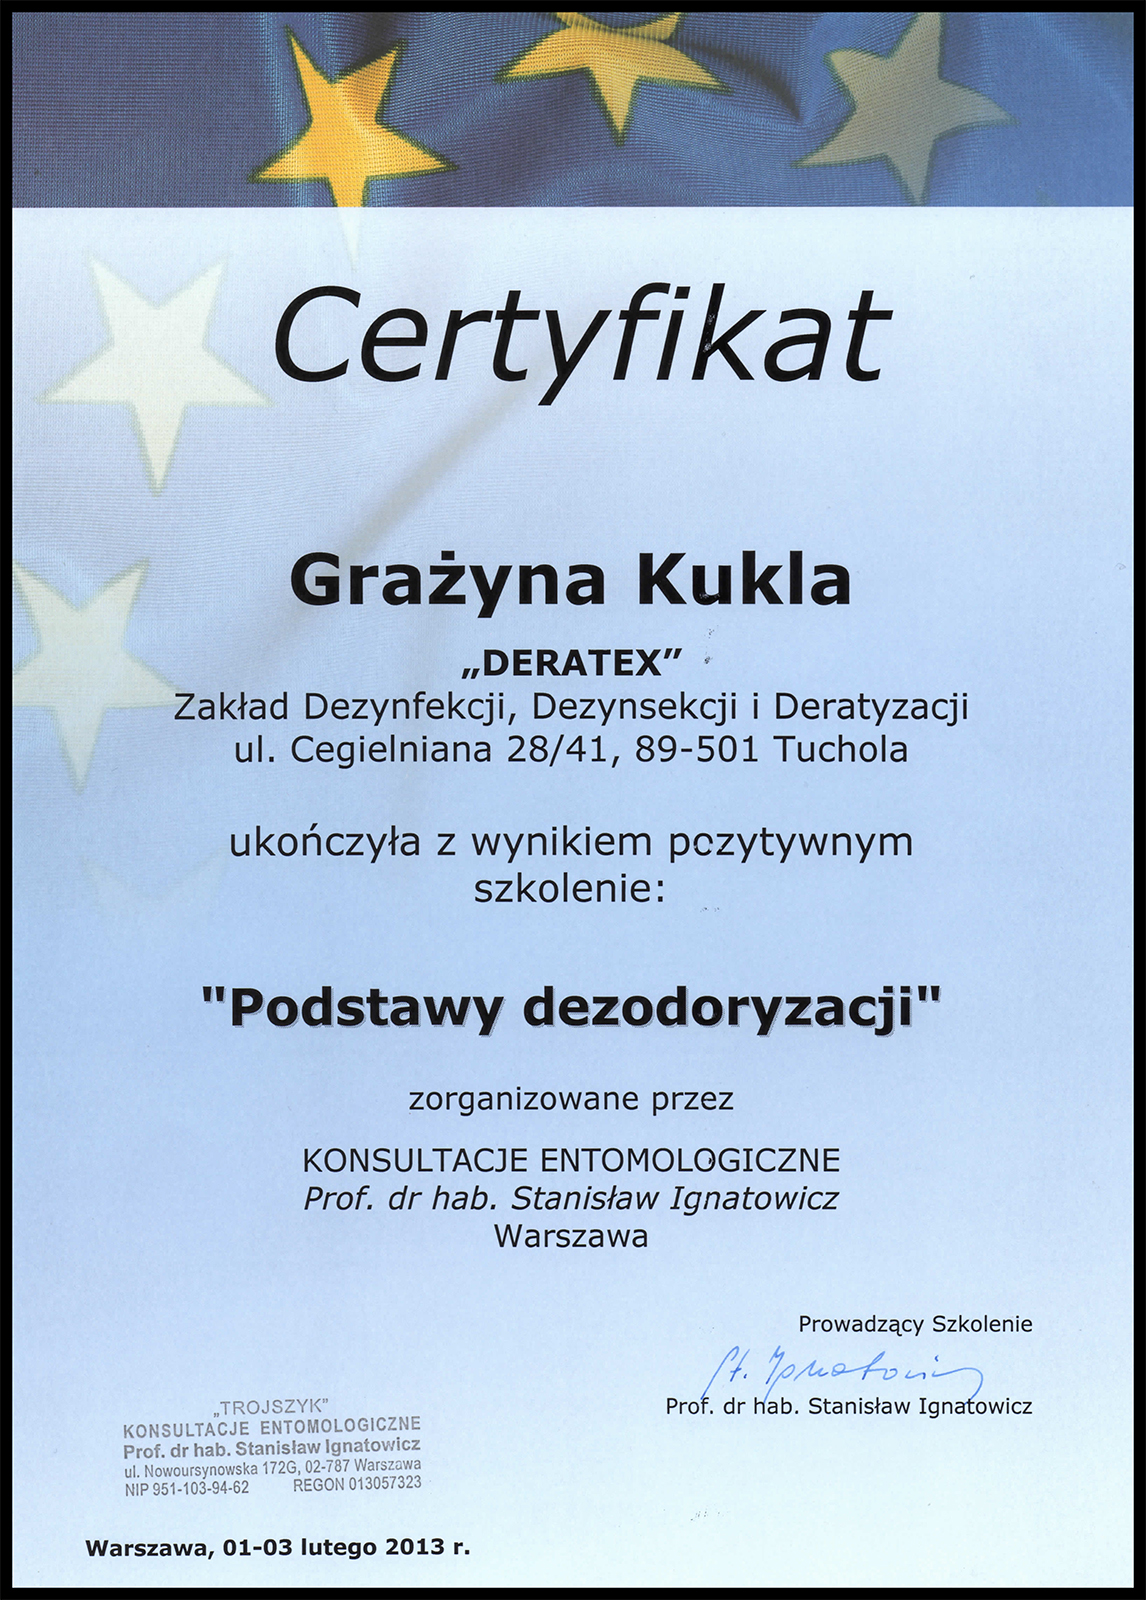 Certyfikat
Grażyna Kukla
„DERATEX”
Zakład Dezynfekcji, Dezynsekcji i Deratyzacji
ul. Cegielniana 28/41, 89-501 Tuchola
ukończyła z wynikiem pozytywnym
szkolenie:
"Podstawy dezodoryzacji"
zorganizowane przez
KONSULTACJE ENTOMOLOGICZNE
Prof. dr hab. Stanisław Ignatowicz
Warszawa
Prowadzący Szkolenie
St. Ignatowicz
Prof. dr hab. Stanisław Ignatowicz
„TROJSZYK”
KONSULTACJE ENTOMOLOGICZNE
Prof. dr hab. Stanisław Ignatowicz
ul. Nowoursynowska 172G, 02-787 Warszawa
NIP 951-103-94-62 REGON 013057323
Warszawa, 01-03 lutego 2013 r.